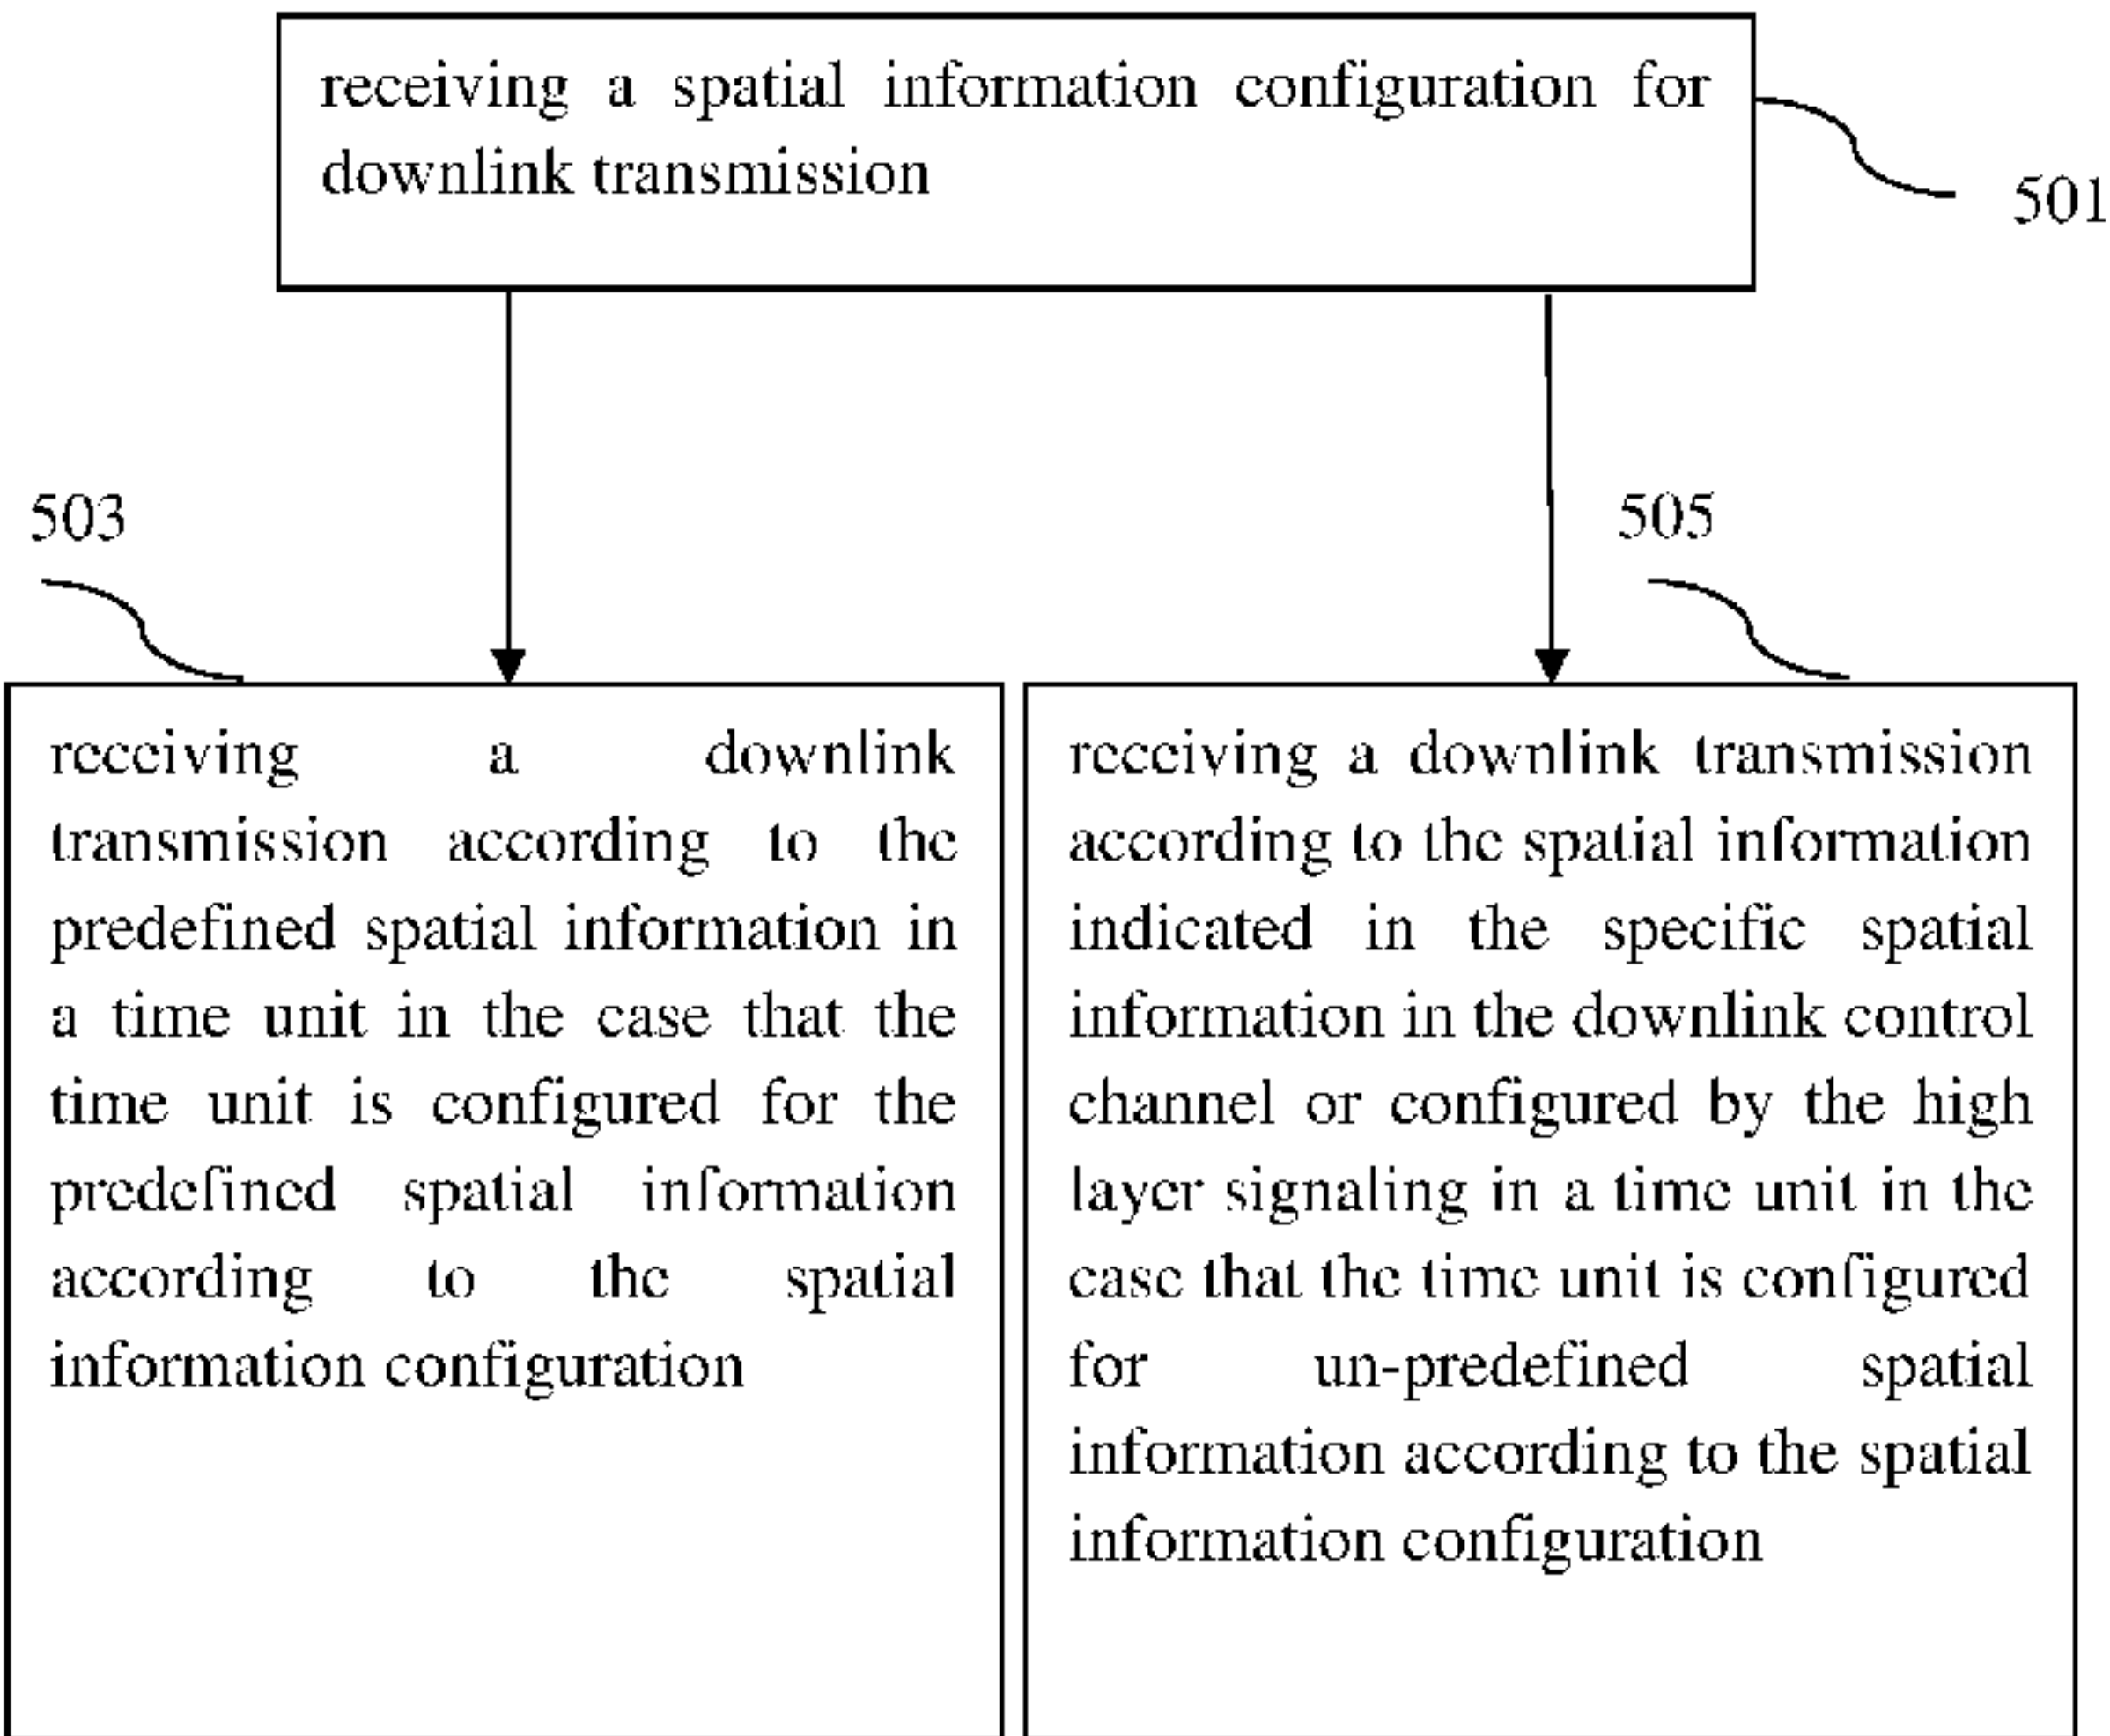 receiving a spatial information configuration for
downlink transmission
501
503
505
receiving a downlink
transmission according to the
predefined spatial information in
a time unit in the case that the
time unit is configured for the
predefined spatial information
according to the spatial
information configuration
receiving a downlink transmission
according to the spatial information
indicated in the specific spatial
information in the downlink control
channel or configured by the high
layer signaling in a time unit in the
case that the time unit is configured
for un-predefined spatial
information according to the spatial
information configuration